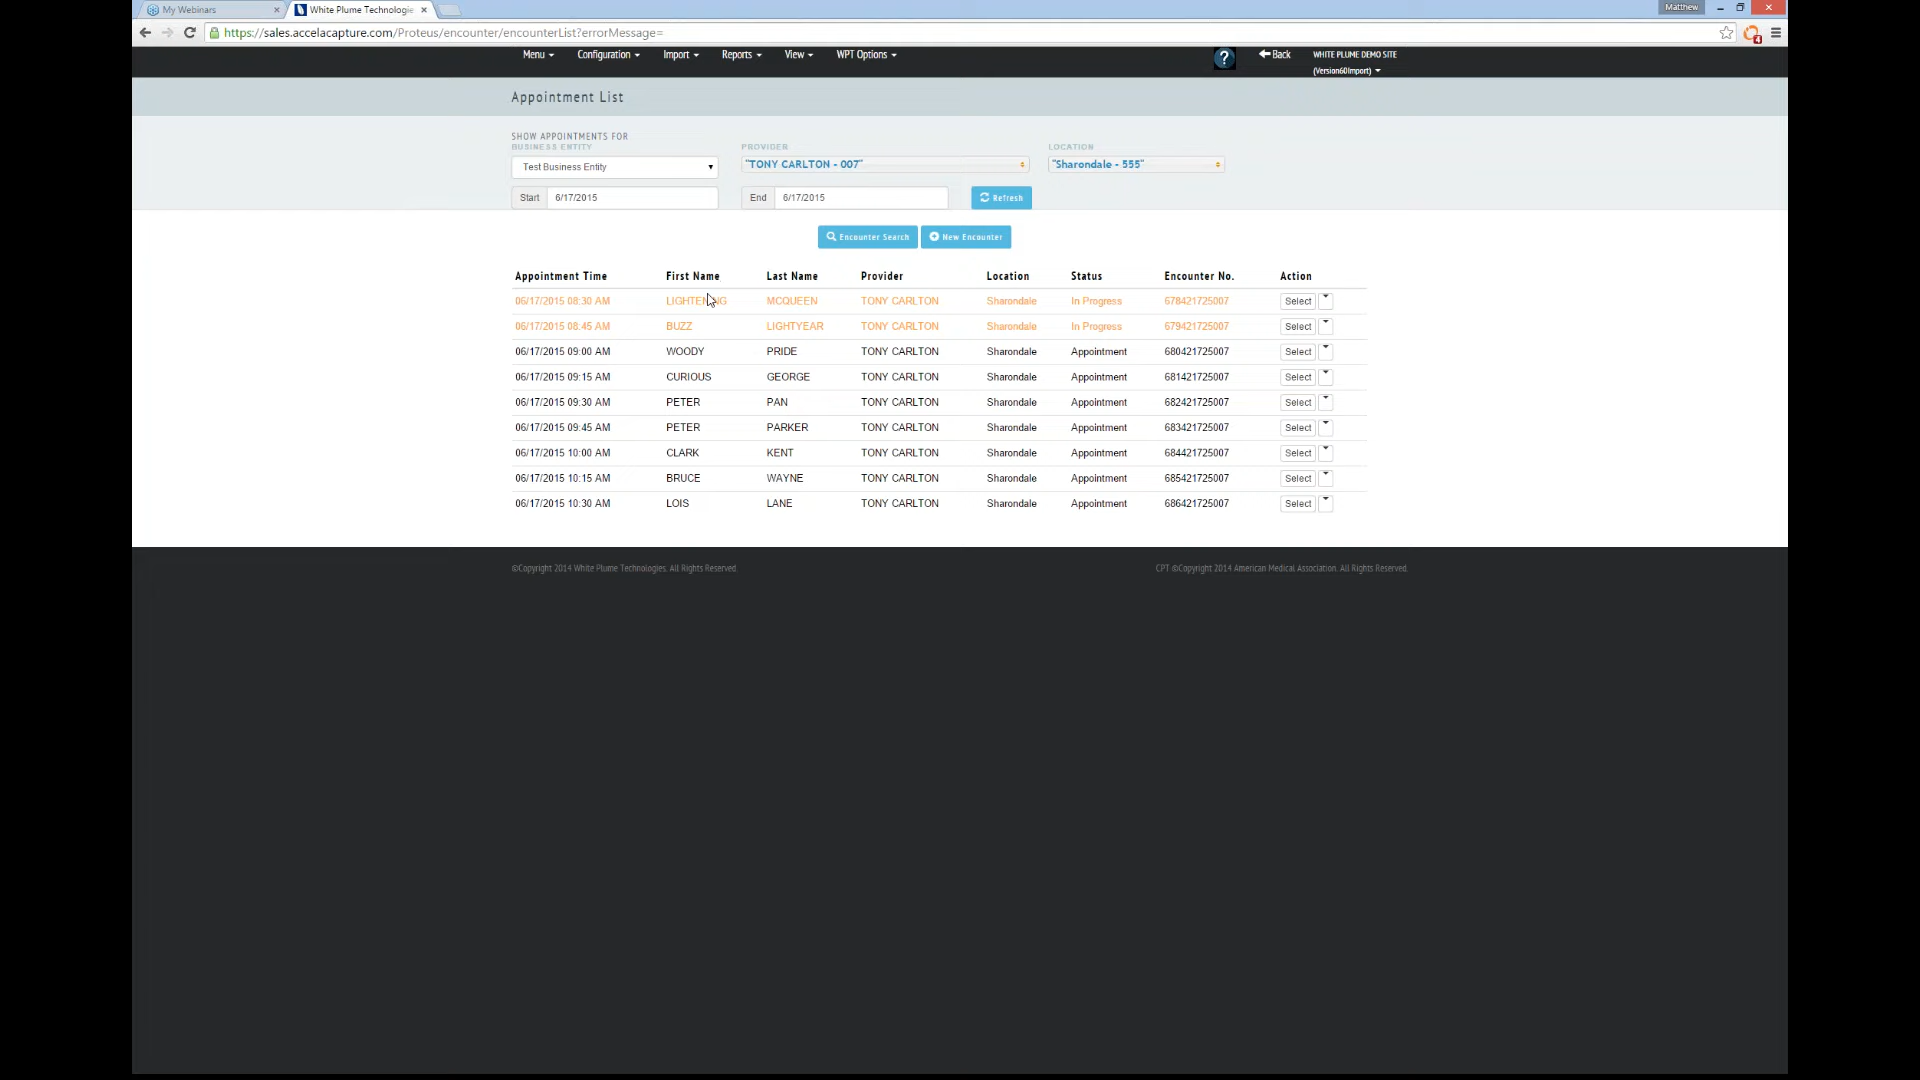 My Webinars
White Plume Technologie
Matthew
https://sales.accelacapture.com/Proteus/encounter/encounterList?errorMessage=
4
Menu Configuration Import Reports View WPT Options ? Back WHITE PLUME DEMO SITE
(Version60Import)
Appointment List
SHOW APPOINTMENTS FOR
BUSINESS ENTITY PROVIDER LOCATION
Test Business Entity "TONY CARLTON - 007" "Sharondale - 555"
Start 6/17/2015 End 6/17/2015 Refresh
Encounter Search New Encounter
Appointment Time First Name Last Name Provider Location Status Encounter No. Action
06/17/2015 08:30 AM LIGHTENING MCQUEEN TONY CARLTON Sharondale In Progress 678421725007 Select
06/17/2015 08:45 AM BUZZ LIGHTYEAR TONY CARLTON Sharondale In Progress 679421725007 Select
06/17/2015 09:00 AM WOODY PRIDE TONY CARLTON Sharondale Appointment 680421725007 Select
06/17/2015 09:15 AM CURIOUS GEORGE TONY CARLTON Sharondale Appointment 681421725007 Select
06/17/2015 09:30 AM PETER PAN TONY CARLTON Sharondale Appointment 682421725007 Select
06/17/2015 09:45 AM PETER PARKER TONY CARLTON Sharondale Appointment 683421725007 Select
06/17/2015 10:00 AM CLARK KENT TONY CARLTON Sharondale Appointment 684421725007 Select
06/17/2015 10:15 AM BRUCE WAYNE TONY CARLTON Sharondale Appointment 685421725007 Select
06/17/2015 10:30 AM LOIS LANE TONY CARLTON Sharondale Appointment 686421725007 Select
©Copyright 2014 White Plume Technologies. All Rights Reserved. CPT ©Copyright 2014 American Medical Association. All Rights Reserved.